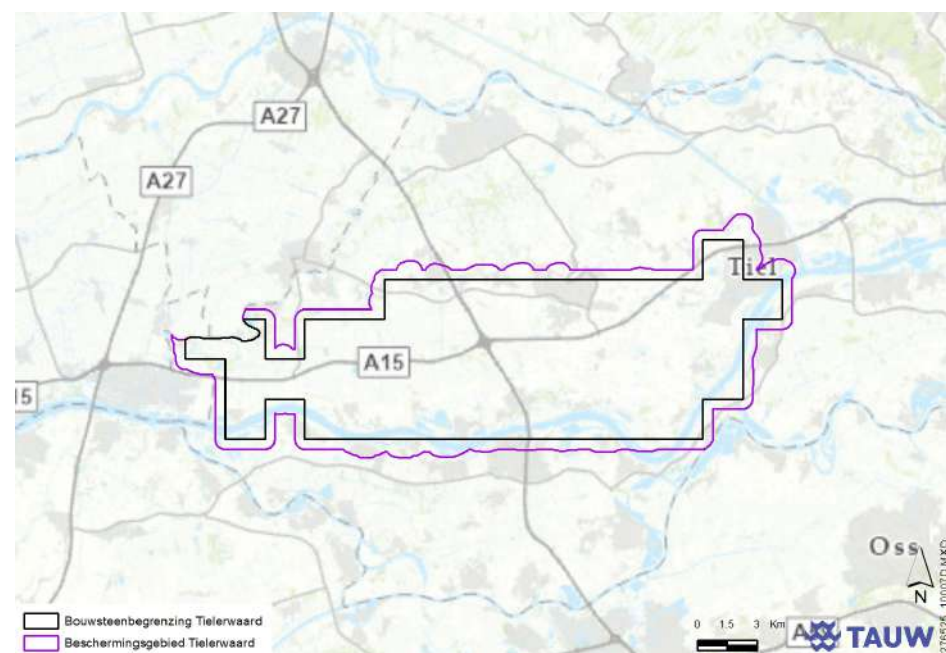 A27
A27
Tiel
A15
15
Oss
N
Bouwsteenbegrenzing Tielerwaard
Beschermingsgebied Tielerwaard
0 1.5 3 Km
TAUW